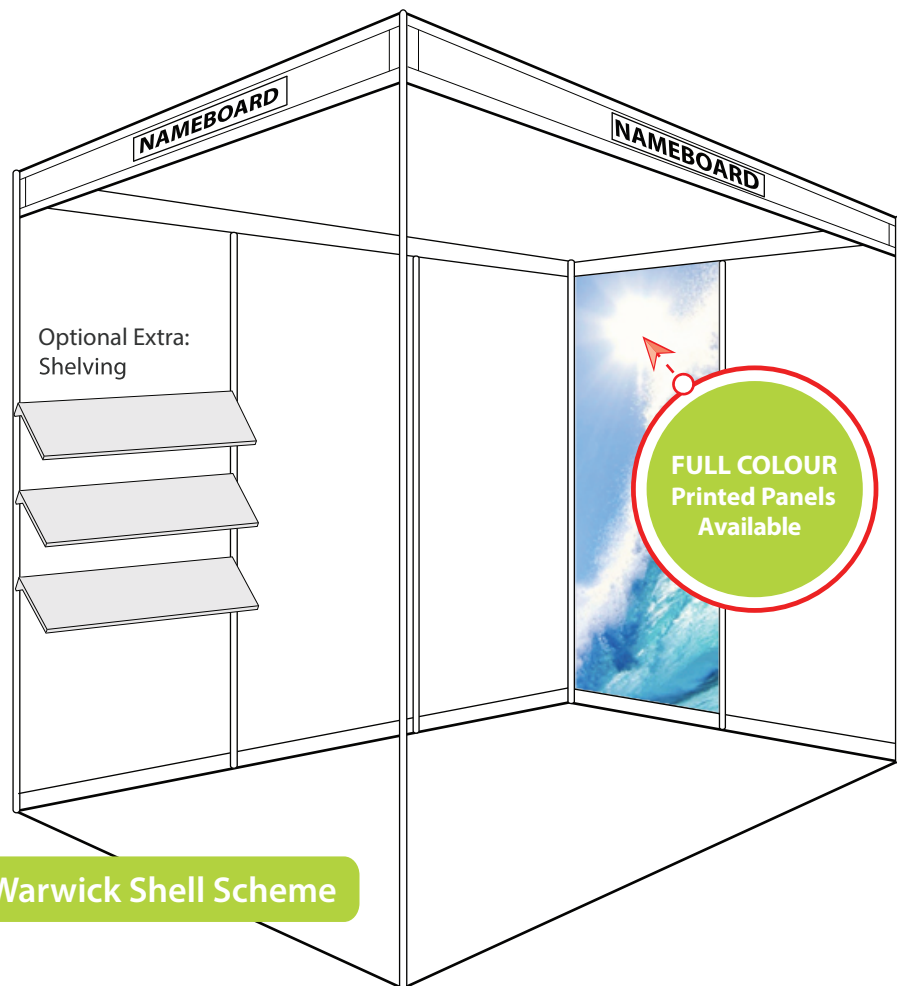 NAMEBOARD
NAMEBOARD
Optional Extra:
Shelving
FULL COLOUR
Printed Panels
Available
Warwick Shell Scheme